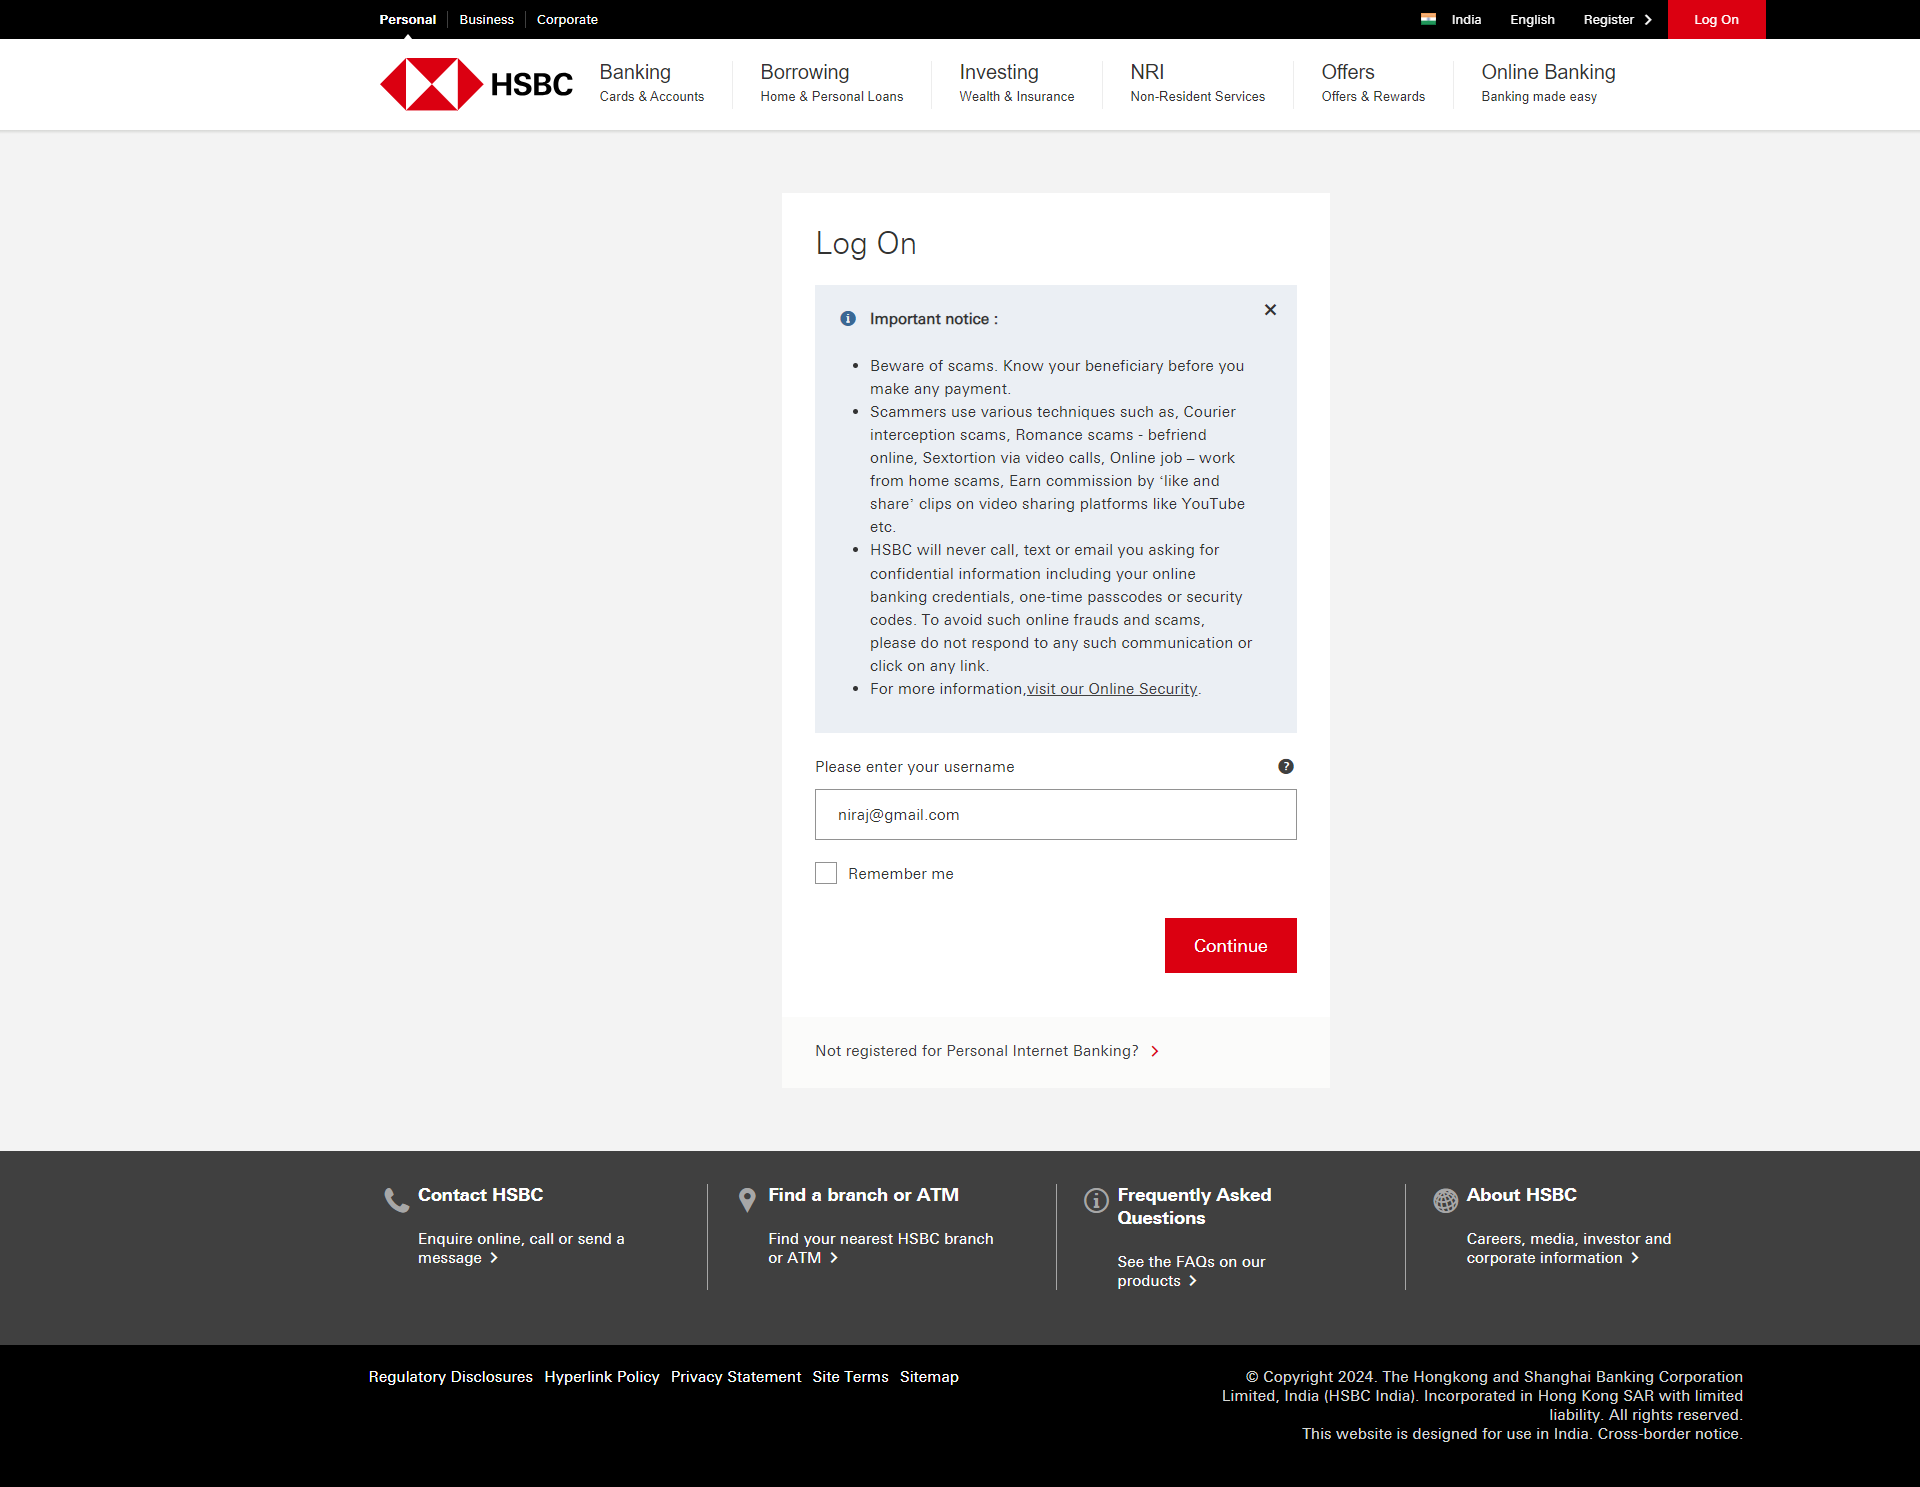 Personal Business Corporate India English Register Log On
HSBC
Banking Borrowing Investing NRI Offers Online Banking
Cards & Accounts Home & Personal Loans Wealth & Insurance Non-Resident Services Offers & Rewards Banking made easy
Log On
Important notice :
• Beware of scams. Know your beneficiary before you
make any payment.
• Scammers use various techniques such as, Courier
interception scams, Romance scams - befriend
online, Sextortion via video calls, Online job – work
from home scams, Earn commission by ‘like and
share’ clips on video sharing platforms like YouTube
etc.
• HSBC will never call, text or email you asking for
confidential information including your online
banking credentials, one-time passcodes or security
codes. To avoid such online frauds and scams,
please do not respond to any such communication or
click on any link.
• For more information,visit our Online Security.
Please enter your username
niraj@gmail.com
Remember me
Continue
Not registered for Personal Internet Banking?
Contact HSBC
Enquire online, call or send a
message
Find a branch or ATM
Find your nearest HSBC branch
or ATM
Frequently Asked
Questions
See the FAQs on our
products
About HSBC
Careers, media, investor and
corporate information
Regulatory Disclosures Hyperlink Policy Privacy Statement Site Terms Sitemap
© Copyright 2024. The Hongkong and Shanghai Banking Corporation
Limited, India (HSBC India). Incorporated in Hong Kong SAR with limited
liability. All rights reserved.
This website is designed for use in India. Cross-border notice.